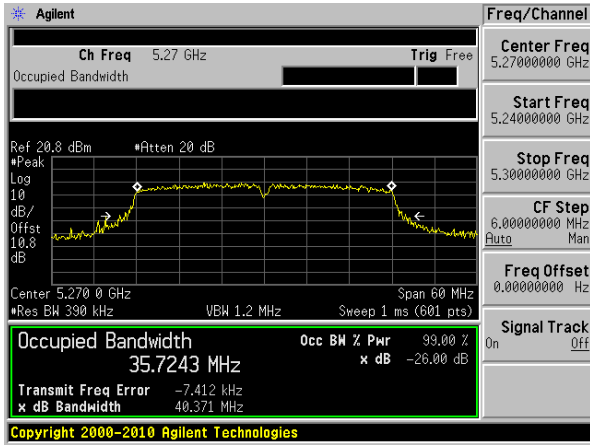 Agilent
Freq/Channel
Ch Freq 5.27 GHz Trig Free
Occupied Bandwidth
Center Freq
5.27000000 GHz
Start Freq
5.24000000 GHz
Stop Freq
5.30000000 GHz
CF Step
6.00000000 MHz
Auto Man
Freq Offset
0.00000000 Hz
Signal Track
On Off
Ref 20.8 dBm #Atten 20 dB
#Peak
Log
10
dB/
Offst
10.8
dB
Center 5.270 0 GHz Span 60 MHz
#Res BW 390 kHz VBW 1.2 MHz Sweep 1 ms (601 pts)
Occupied Bandwidth Occ BW % Pwr 99.00 %
35.7243 MHz x dB -26.00 dB
Transmit Freq Error -7.412 kHz
x dB Bandwidth 40.371 MHz
Copyright 2000-2010 Agilent Technologies